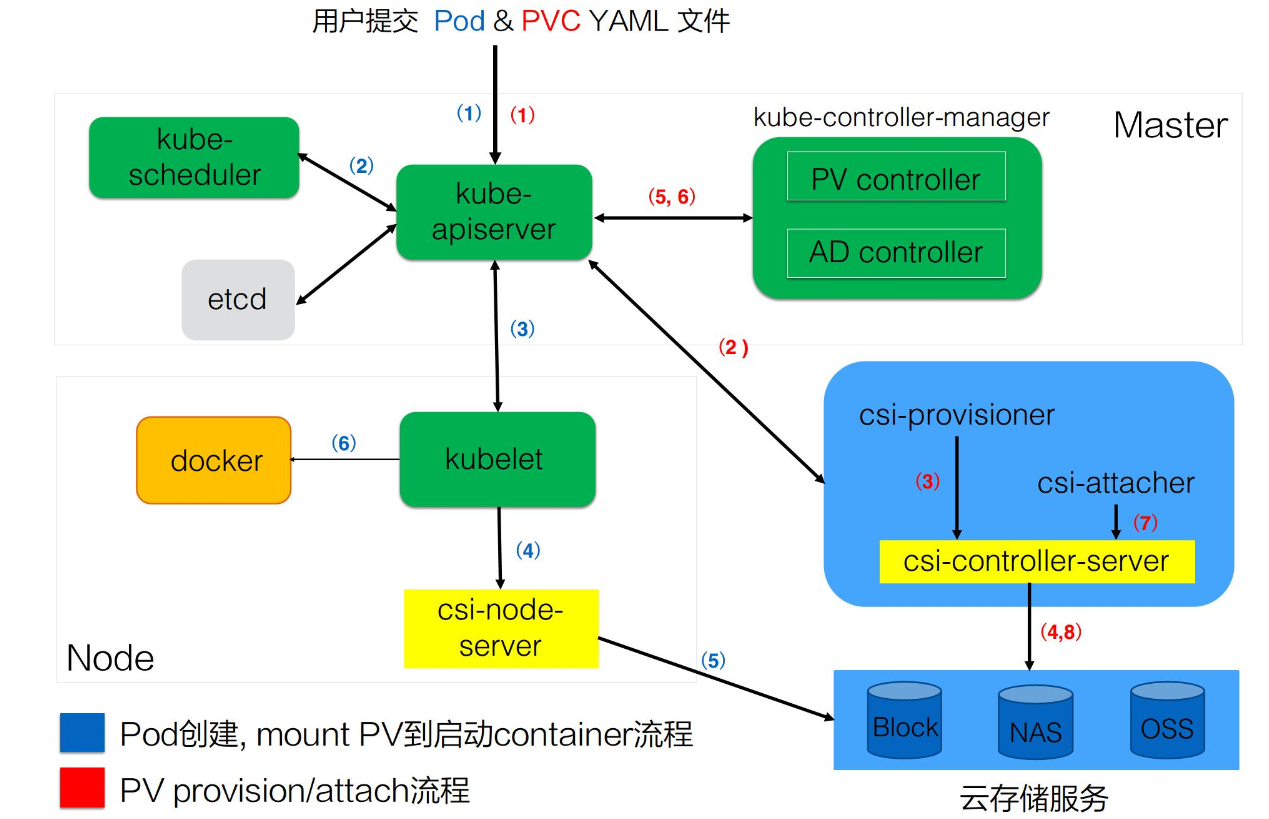 用户提交 Pod & PVC YAML 文件
（1）
（1）
kube-controller-manager
Master
kube-
scheduler
（2）
kube-
apiserver
（5, 6）
PV controller
AD controller
etcd
（3）
（2 )
csi-provisioner
docker
（6）
kubelet
（3）
csi-attacher
（7）
（4）
csi-controller-server
csi-node-
server
（4,8）
Node
（5）
Block
NAS
OSS
Pod创建, mount PV到启动container流程
PV provision/attach流程
云存储服务